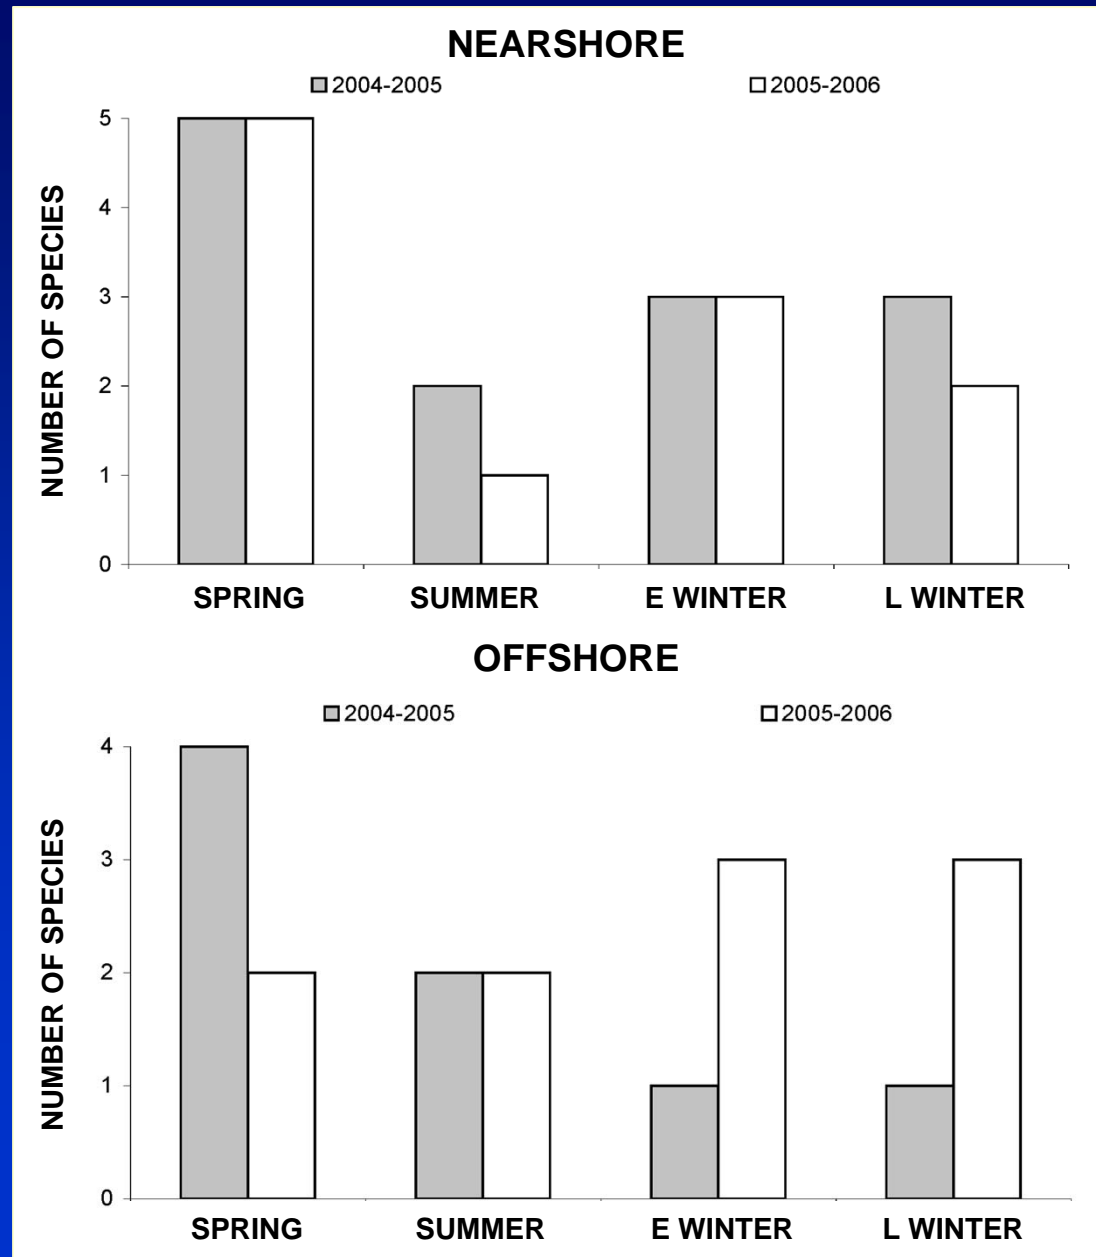 NEARSHORE
2004-2005 2005-2006
NUMBER OF SPECIES
5
4
3
2
1
0
SPRING SUMMER E WINTER L WINTER
OFFSHORE
2004-2005 2005-2006
NUMBER OF SPECIES
4
3
2
1
0
SPRING SUMMER E WINTER L WINTER